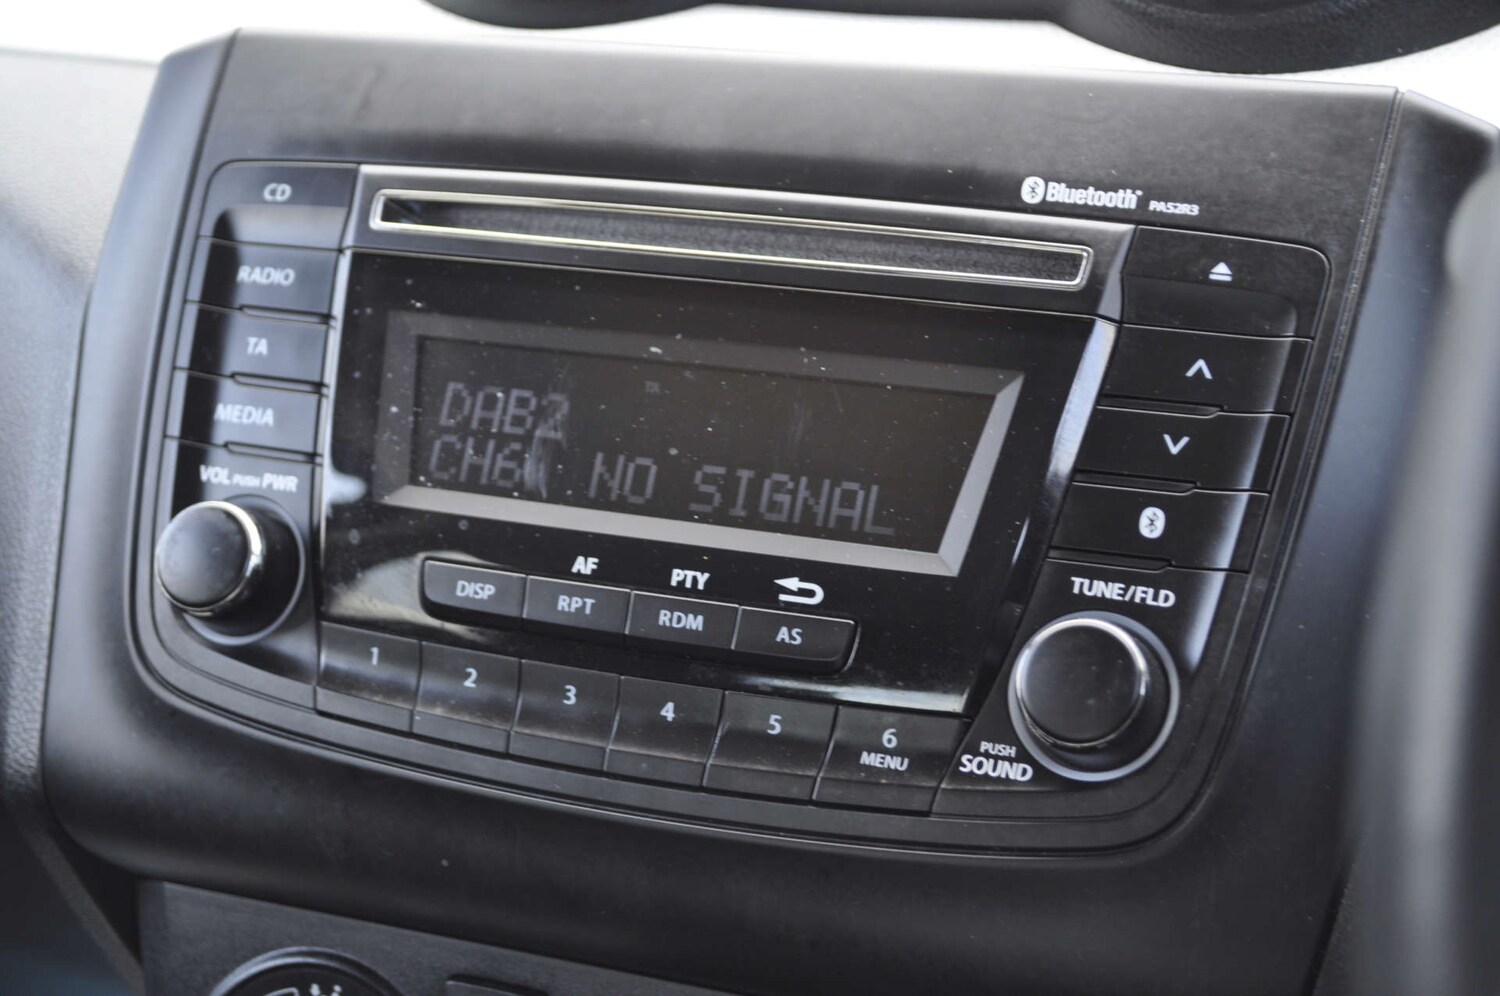 CD
Bluetooth PA52R3
RADIO
TA
MEDIA
VOL PUSH PWR
TA
DAB2
CH6 NO SIGNAL
AF
PTY
DISP
RPT
RDM
AS
TUNE/FLD
1
2
3
4
5
6
MENU
PUSH
SOUND